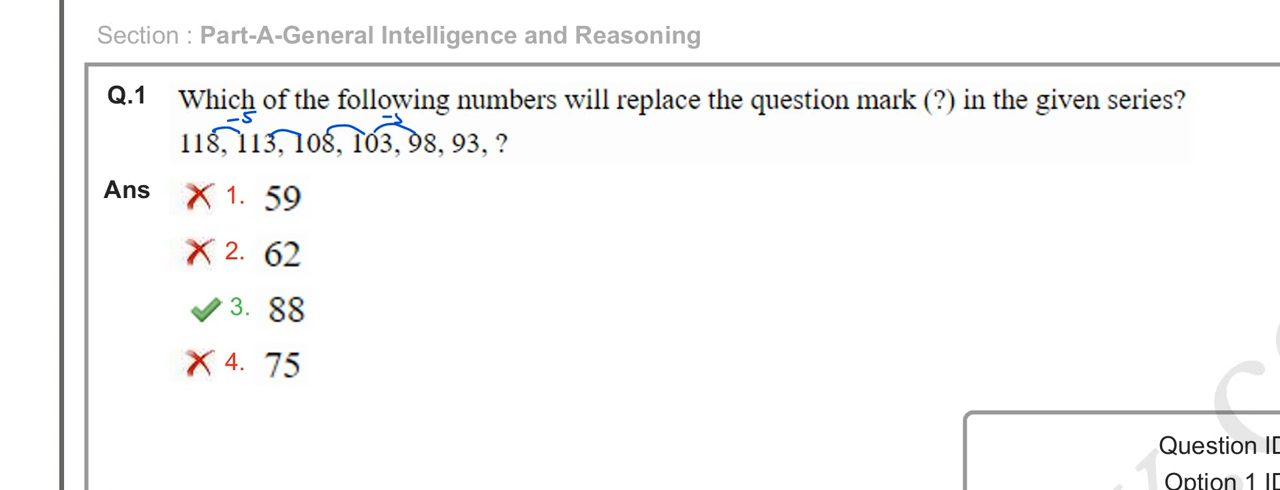 Section : Part-A-General Intelligence and Reasoning
Q.1 Which of the following numbers will replace the question mark (?) in the given series?
-5
118, 113, 108, 103, 98, 93, ?
Ans 1. 59
2. 62
3. 88
4. 75
Question ID
Option 1 ID